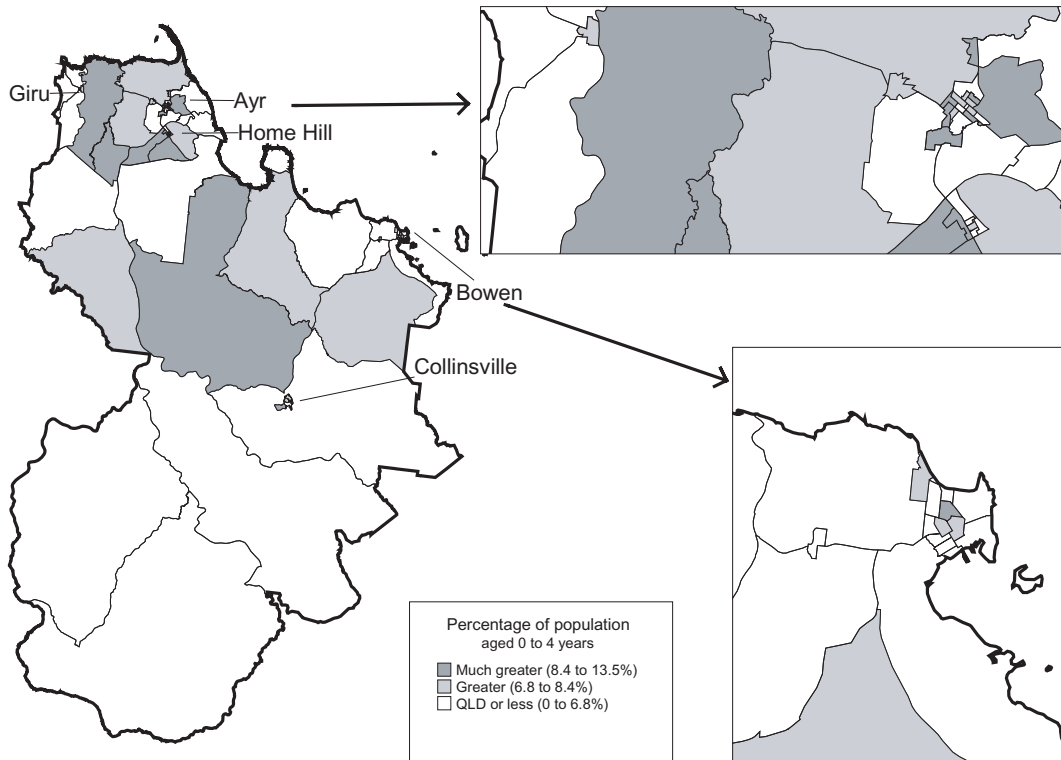 Giru
Ayr
Home Hill
Bowen
Collinsville
Percentage of population
aged 0 to 4 years
Much greater (8.4 to 13.5%)
Greater (6.8 to 8.4%)
QLD or less (0 to 6.8%)